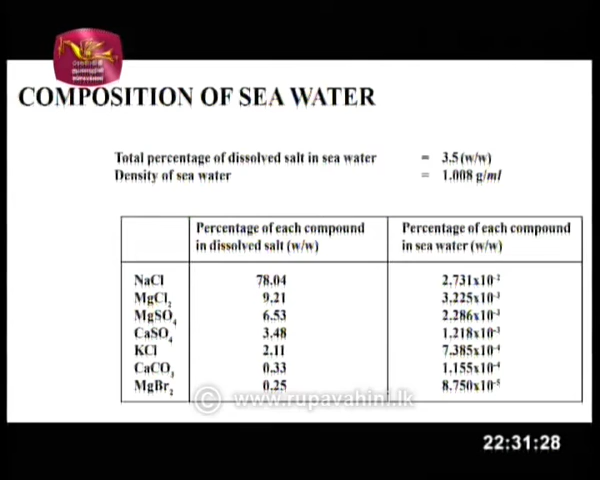 COMPOSITION OF SEA WATER
Total percentage of dissolved salt in sea water = 3.5 (w/w)
Density of sea water = 1.008 g/ml
Percentage of each compound in dissolved salt (w/w) Percentage of each compound in sea water (w/w)
NaCl 78.04 2.731x10⁻²
MgCl₂ 9.21 3.225x10⁻³
MgSO₄ 6.53 2.286x10⁻³
CaSO₄ 3.48 1.218x10⁻³
KCl 2.11 7.385x10⁻⁴
CaCO₃ 0.33 1.155x10⁻⁴
MgBr₂ 0.25 8.750x10⁻⁵
© www.rupavahini.lk
22:31:28